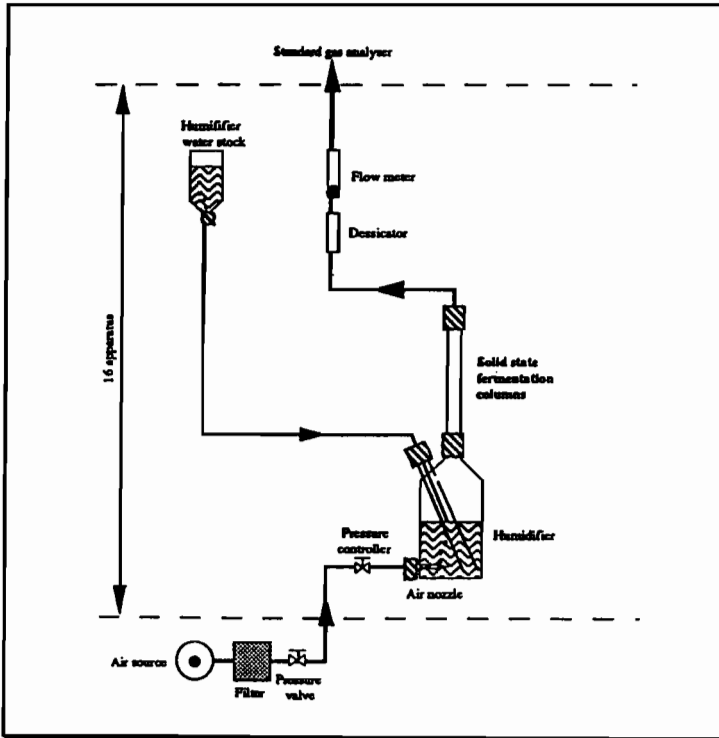 Standard gas analyser
Humififier
water stock
Flow meter
Dessicator
16 apparatus
Solid state
fermentation
columns
Pressure
controller
Humidifier
Air nozzle
Air source
Filter
Pressure
valve